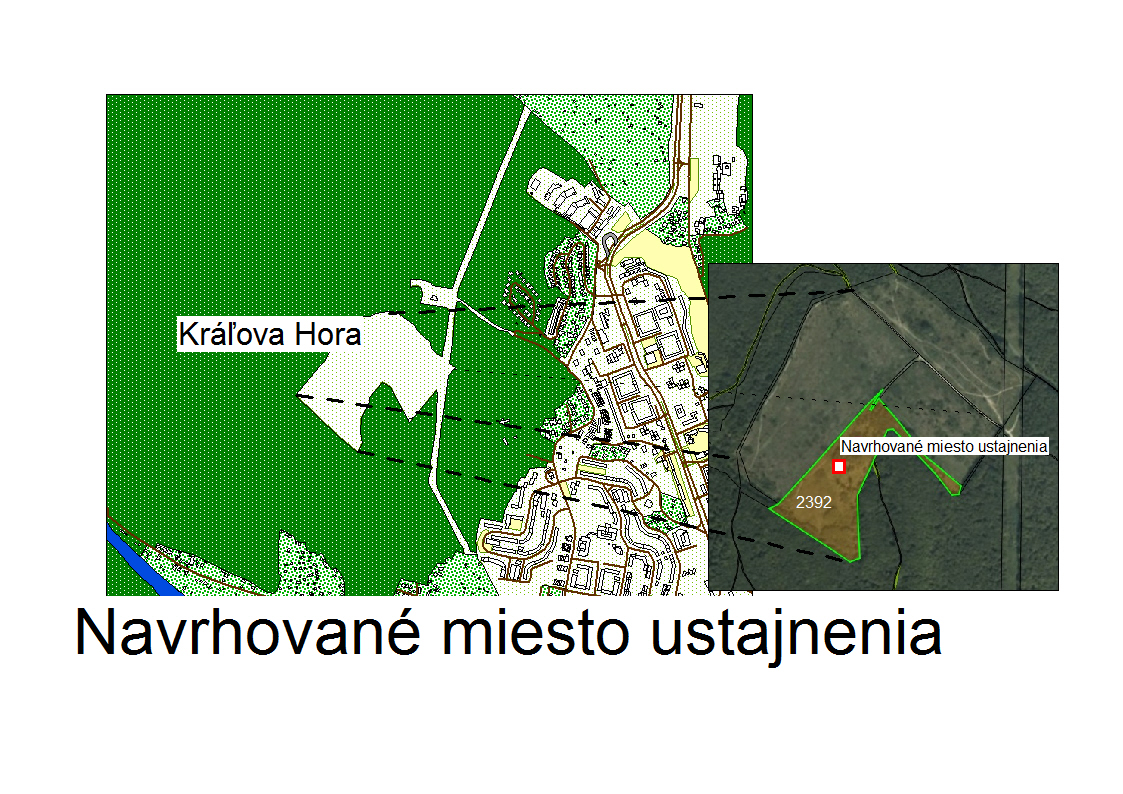 Kráľova Hora
Navrhované miesto ustajnenia
2392
Navrhované miesto ustajnenia